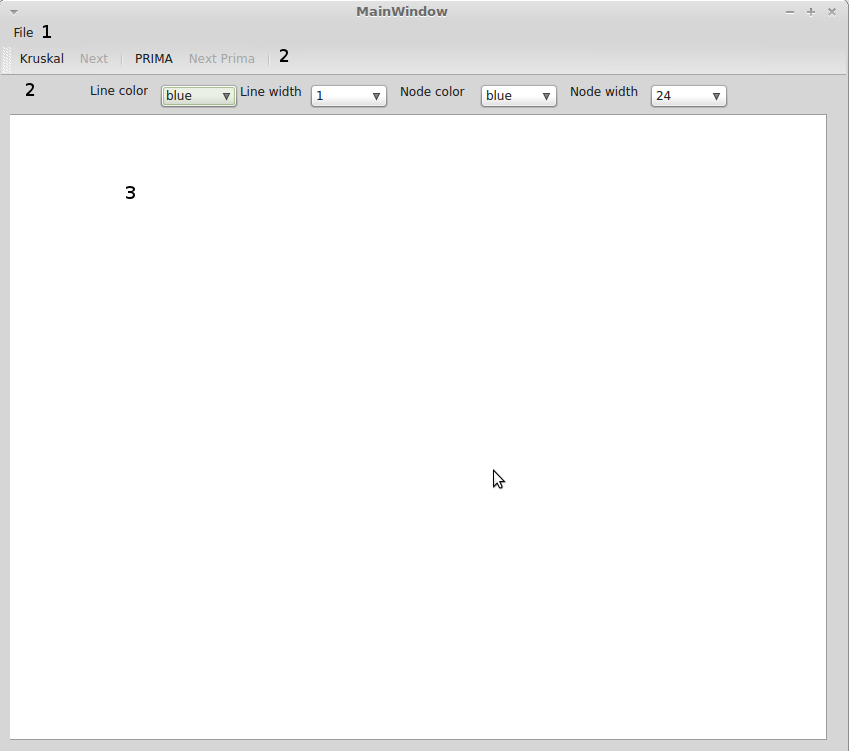 MainWindow
File 1
Kruskal Next PRIMA Next Prima 2
2 Line color blue Line width 1 Node color blue Node width 24
3